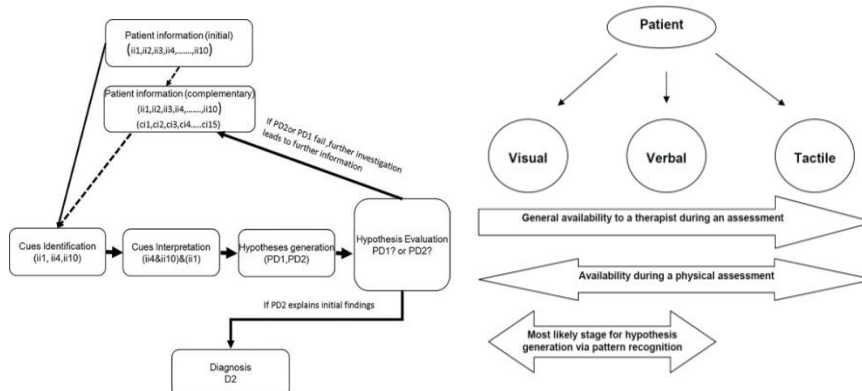 Patient information (initial)
(ii1,ii2,ii3,ii4,.......,ii10)
Patient information (complementary)
(ii1,ii2,ii3,ii4,.......,ii10)
(ci1,ci2,ci3,ci4.....ci15)
If PD2or PD1 fail ,further investigation
leads to further information
Cues Identification
(ii1, ii4,ii10)
Cues Interpretation
(ii4&ii10)&(ii1)
Hypotheses generation
(PD1,PD2)
Hypothesis Evaluation
PD1? or PD2?
If PD2 explains initial findings
Diagnosis
D2
Patient
Visual
Verbal
Tactile
General availability to a therapist during an assessment
Availability during a physical assessment
Most likely stage for hypothesis
generation via pattern recognition